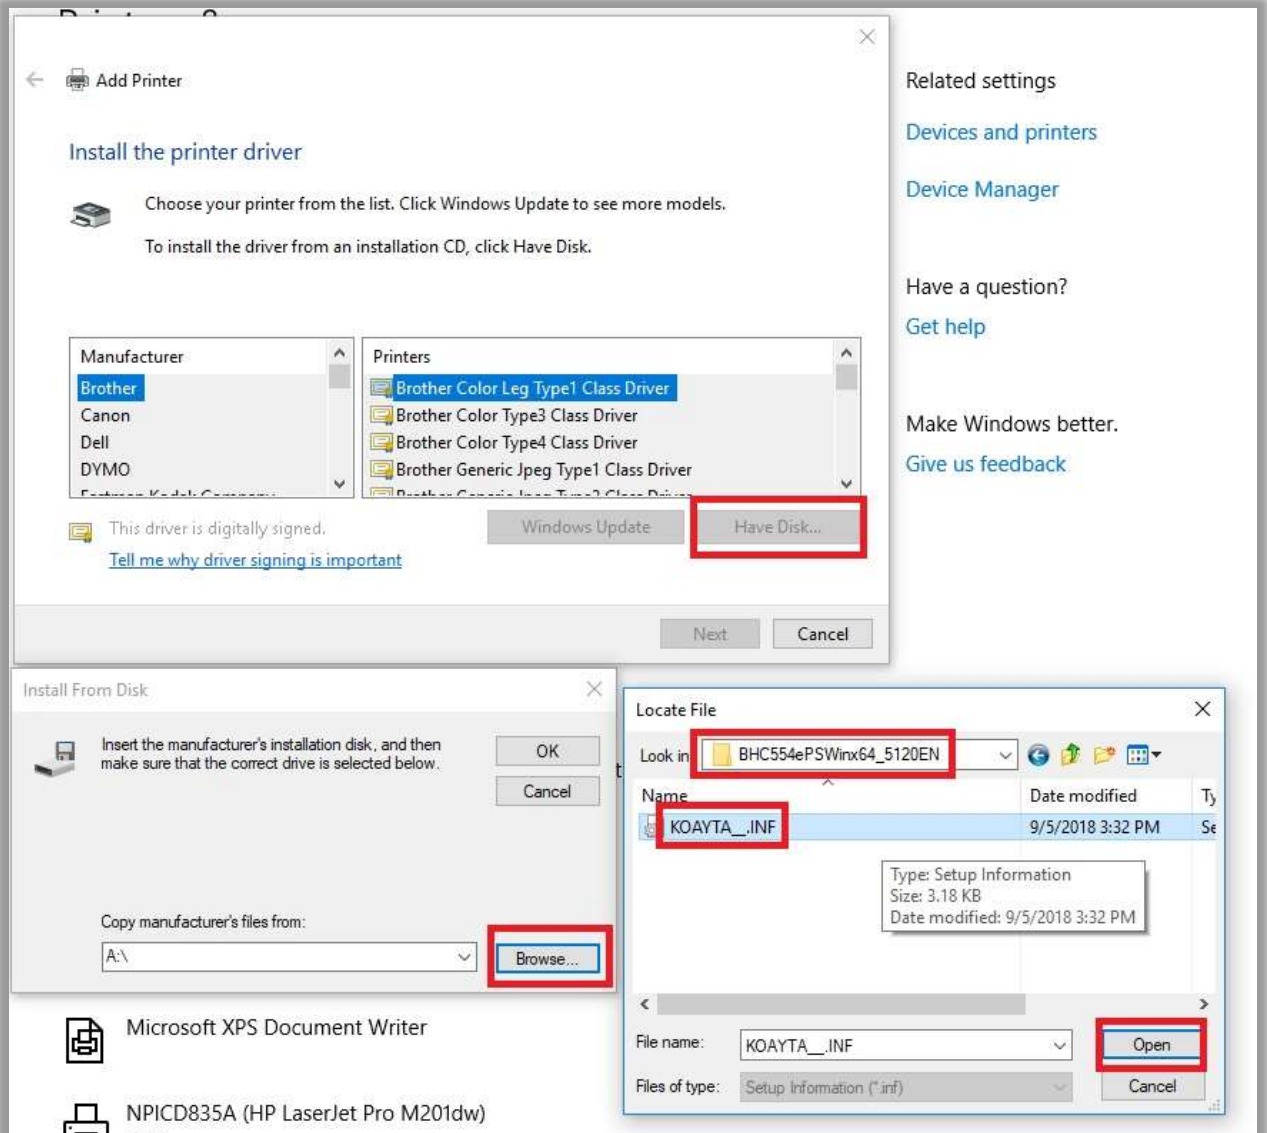 Add Printer
Install the printer driver
Choose your printer from the list. Click Windows Update to see more models.
To install the driver from an installation CD, click Have Disk.
Manufacturer
Brother
Canon
Dell
DYMO
Printers
Brother Color Leg Type1 Class Driver
Brother Color Type3 Class Driver
Brother Color Type4 Class Driver
Brother Generic Jpeg Type1 Class Driver
This driver is digitally signed.
Tell me why driver signing is important
Windows Update
Have Disk...
Next
Cancel
Related settings
Devices and printers
Device Manager
Have a question?
Get help
Make Windows better.
Give us feedback
Install From Disk
Insert the manufacturer's installation disk, and then
make sure that the correct drive is selected below.
OK
Cancel
Copy manufacturer's files from:
A:\
Browse...
Locate File
Look in
BHC554ePSWinx64_5120EN
Name
Date modified
Ty
KOAYTA__.INF
9/5/2018 3:32 PM
Se
Type: Setup Information
Size: 3.18 KB
Date modified: 9/5/2018 3:32 PM
File name:
KOAYTA__.INF
Open
Files of type:
Setup Information (*.inf)
Cancel
Microsoft XPS Document Writer
NPICD835A (HP LaserJet Pro M201dw)